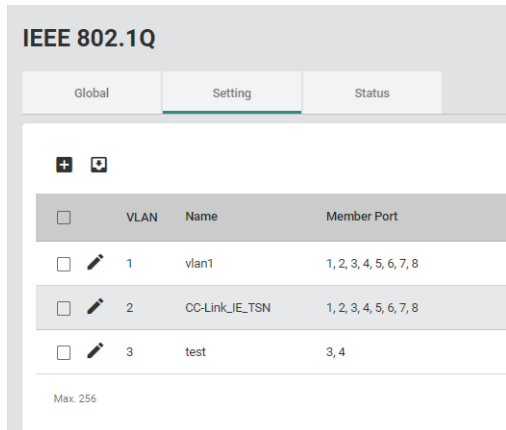 IEEE 802.1Q
Global Setting Status
VLAN Name Member Port
1 vlan1 1, 2, 3, 4, 5, 6, 7, 8
2 CC-Link_IE_TSN 1, 2, 3, 4, 5, 6, 7, 8
3 test 3, 4
Max. 256